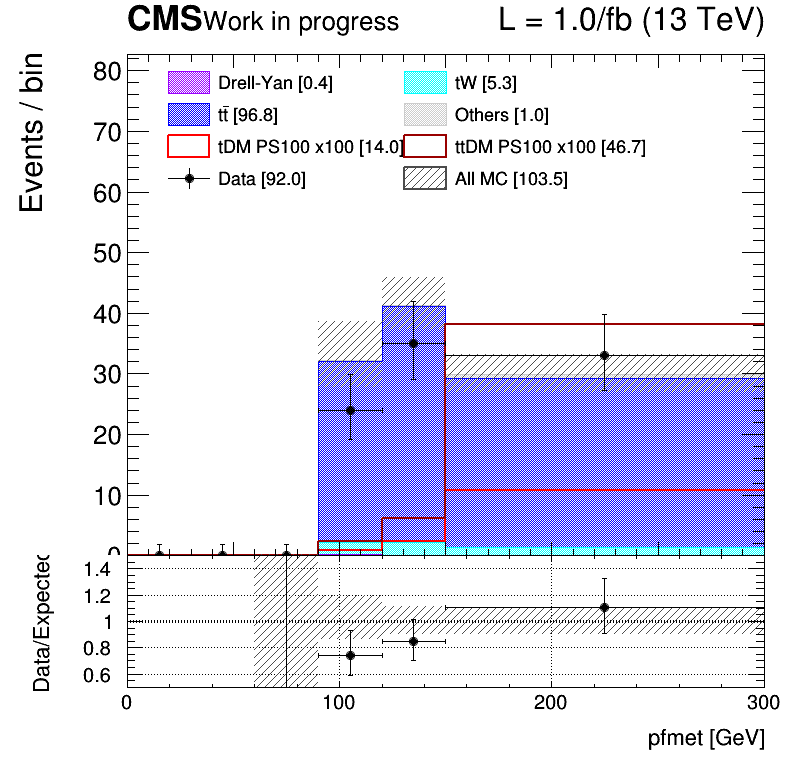 CMS Work in progress L = 1.0/fb (13 TeV)
Events / bin
80
70
60
50
40
30
20
10
0
Drell-Yan [0.4] tW [5.3]
tt̄ [96.8] Others [1.0]
tDM PS100 x100 [14.0] ttDM PS100 x100 [46.7]
Data [92.0] All MC [103.5]
Data/Expected
1.4
1.2
1
0.8
0.6
0 100 200 300
pfmet [GeV]